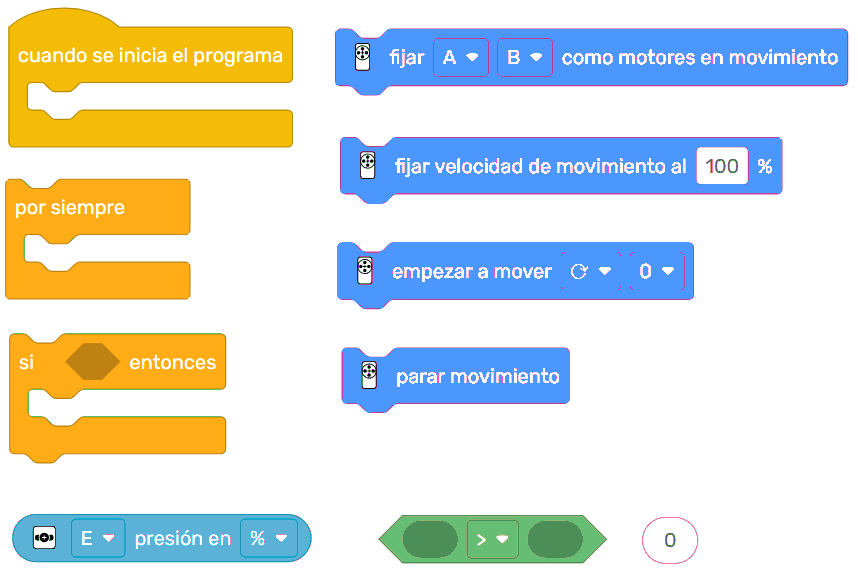 cuando se inicia el programa
fijar A B como motores en movimiento
fijar velocidad de movimiento al 100 %
por siempre
empezar a mover 0
si entonces
parar movimiento
E presión en %
>
0